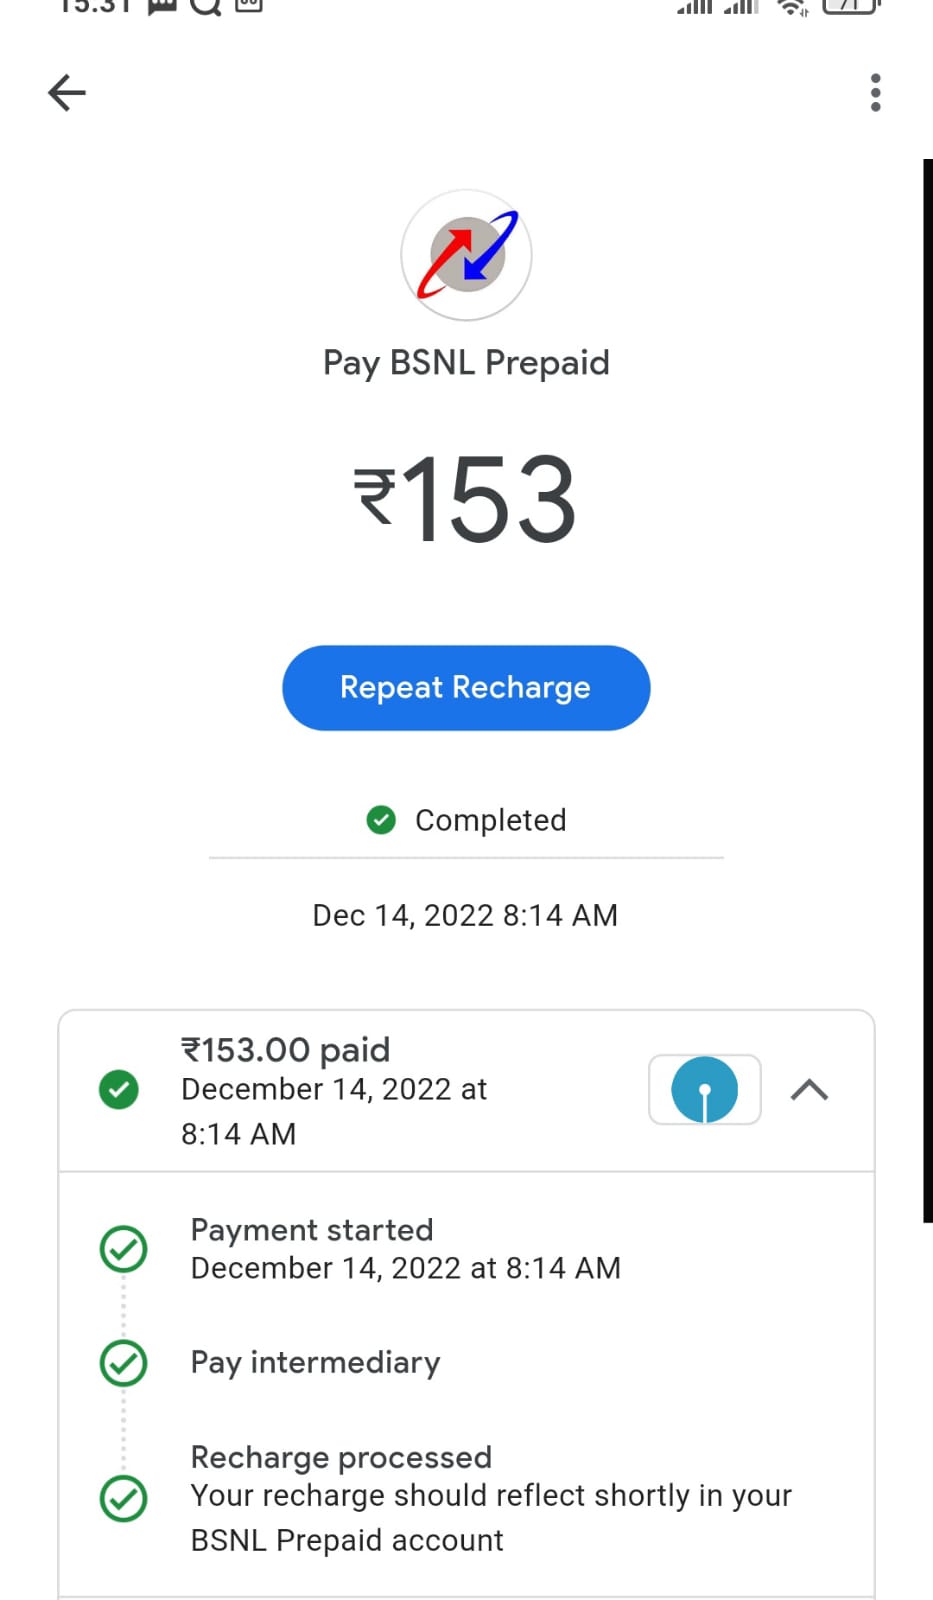 15:31
71
Pay BSNL Prepaid
₹153
Repeat Recharge
Completed
Dec 14, 2022 8:14 AM
₹153.00 paid
December 14, 2022 at
8:14 AM
Payment started
December 14, 2022 at 8:14 AM
Pay intermediary
Recharge processed
Your recharge should reflect shortly in your
BSNL Prepaid account